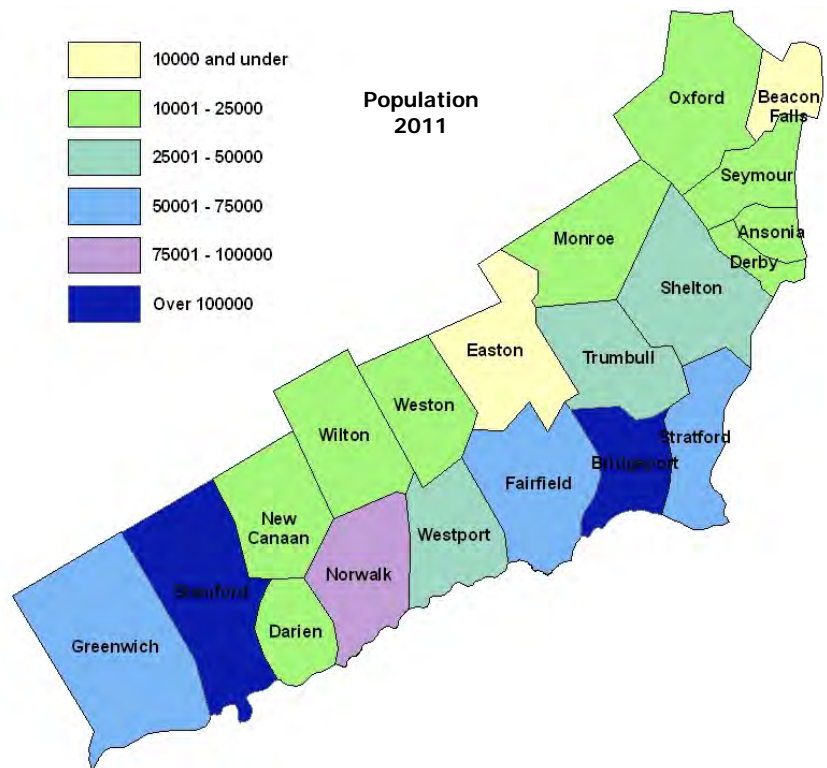 10000 and under
10001 - 25000
25001 - 50000
50001 - 75000
75001 - 100000
Over 100000
Population
2011
Oxford
Beacon
Falls
Seymour
Ansonia
Derby
Monroe
Shelton
Easton
Trumbull
Weston
Wilton
Stratford
Bridgeport
Fairfield
New
Canaan
Westport
Norwalk
Stamford
Darien
Greenwich